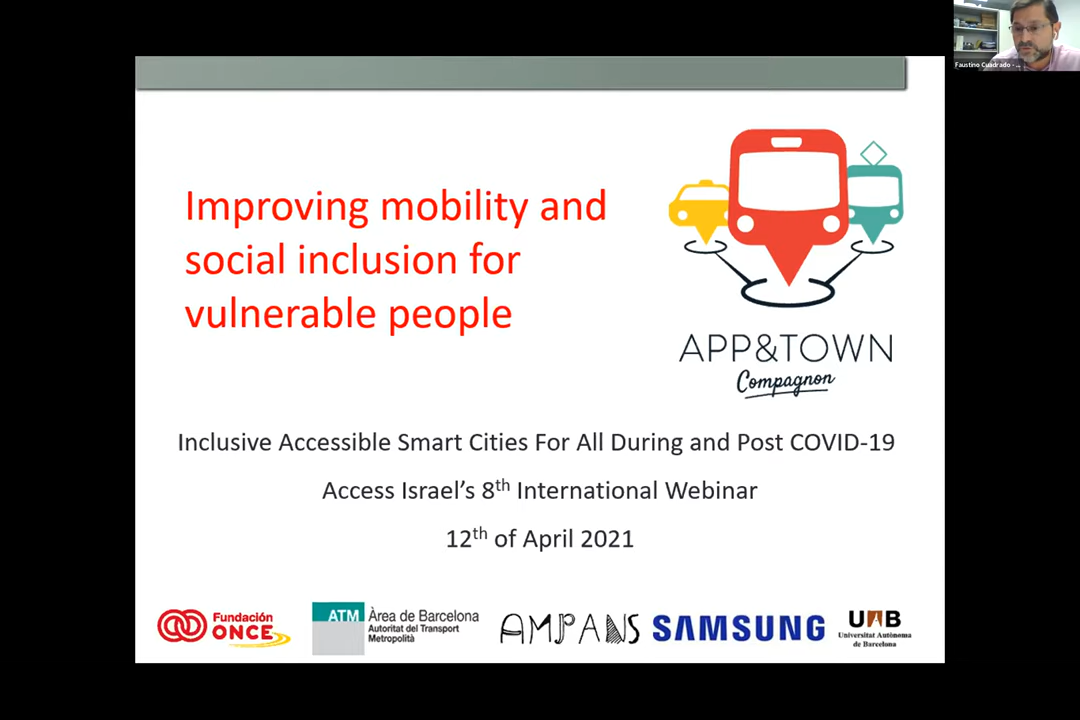 Faustino Cuadrado -
Improving mobility and
social inclusion for
vulnerable people
APP&TOWN
Compagnon
Inclusive Accessible Smart Cities For All During and Post COVID-19
Access Israel’s 8th International Webinar
12th of April 2021
Fundación
ONCE
ATM
Àrea de Barcelona
Autoritat del Transport
Metropolità
AMPANS
SAMSUNG
UAB
Universitat Autònoma
de Barcelona